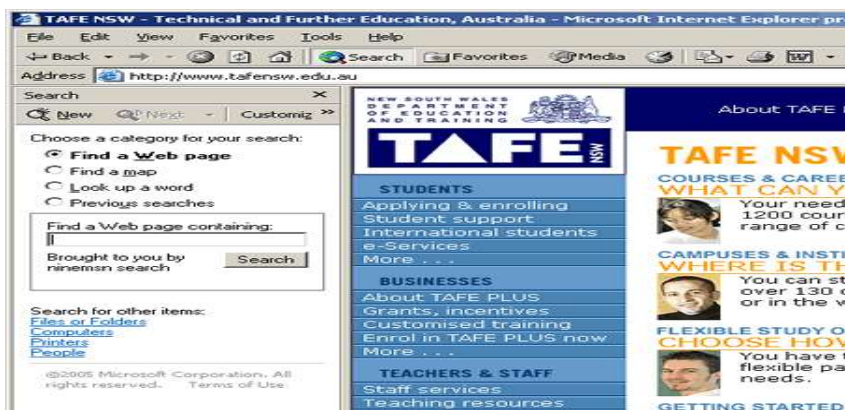 TAFE NSW - Technical and Further Education, Australia - Microsoft Internet Explorer pr
File Edit View Favorites Tools Help
Back Search Favorites Media
Address http://www.tafensw.edu.au
Search
New Next Customiz
Choose a category for your search:
Find a Web page
Find a map
Look up a word
Previous searches
Find a Web page containing:
Brought to you by
ninemsn search
Search
Search for other items:
Files or Folders
Computers
Printers
People
©2005 Microsoft Corporation. All
rights reserved. Terms of Use
NEW SOUTH WALES
DEPARTMENT
OF EDUCATION
AND TRAINING
TAFE NSW
STUDENTS
Applying & enrolling
Student support
International students
e-Services
More . . .
BUSINESSES
About TAFE PLUS
Grants, incentives
Customised training
Enrol in TAFE PLUS now
More . . .
TEACHERS & STAFF
Staff services
Teaching resources
About TAFE
TAFE NSW
COURSES & CAREE
WHAT CAN Y
Your need
1200 cour
range of c
CAMPUSES & INSTI
WHERE IS TH
You can st
over 130 c
or in the w
FLEXIBLE STUDY O
CHOOSE HOW
You have t
flexible pa
needs.
GETTING STARTED